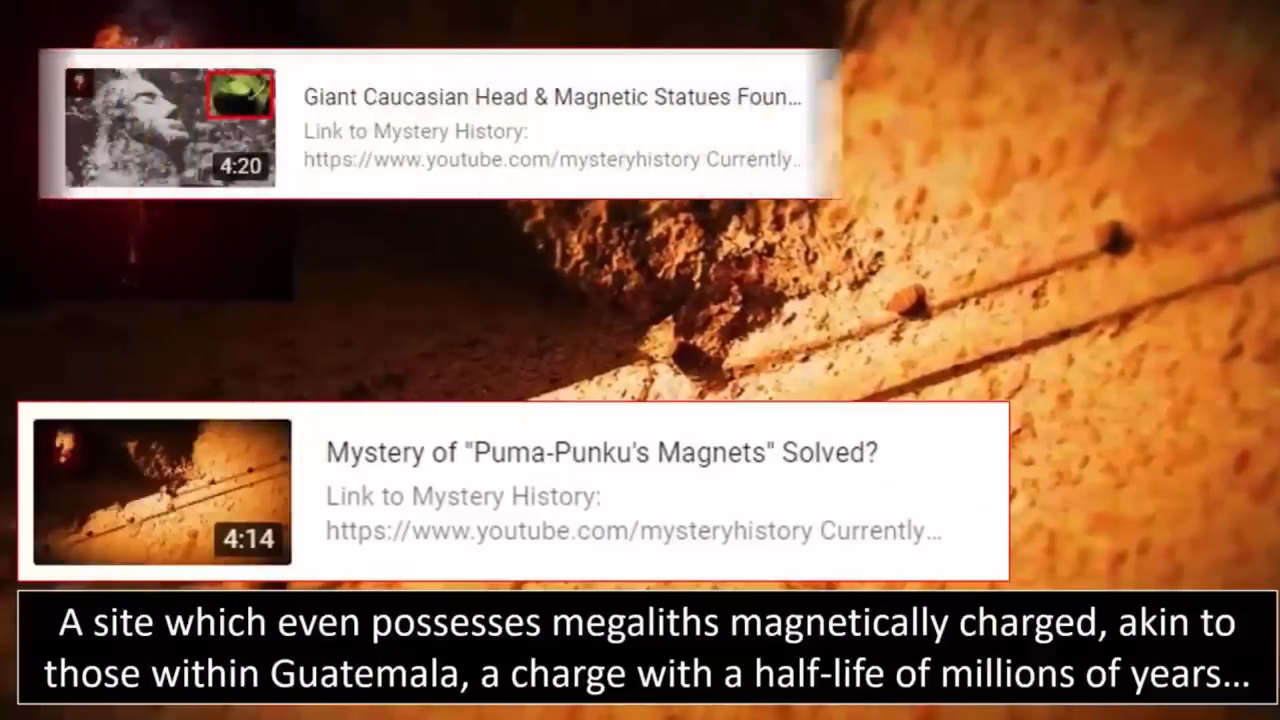 Giant Caucasian Head & Magnetic Statues Foun...
Link to Mystery History:
https://www.youtube.com/mysteryhistory Currently..
4:20
Mystery of "Puma-Punku's Magnets" Solved?
Link to Mystery History:
https://www.youtube.com/mysteryhistory Currently...
4:14
A site which even possesses megaliths magnetically charged, akin to
those within Guatemala, a charge with a half-life of millions of years...